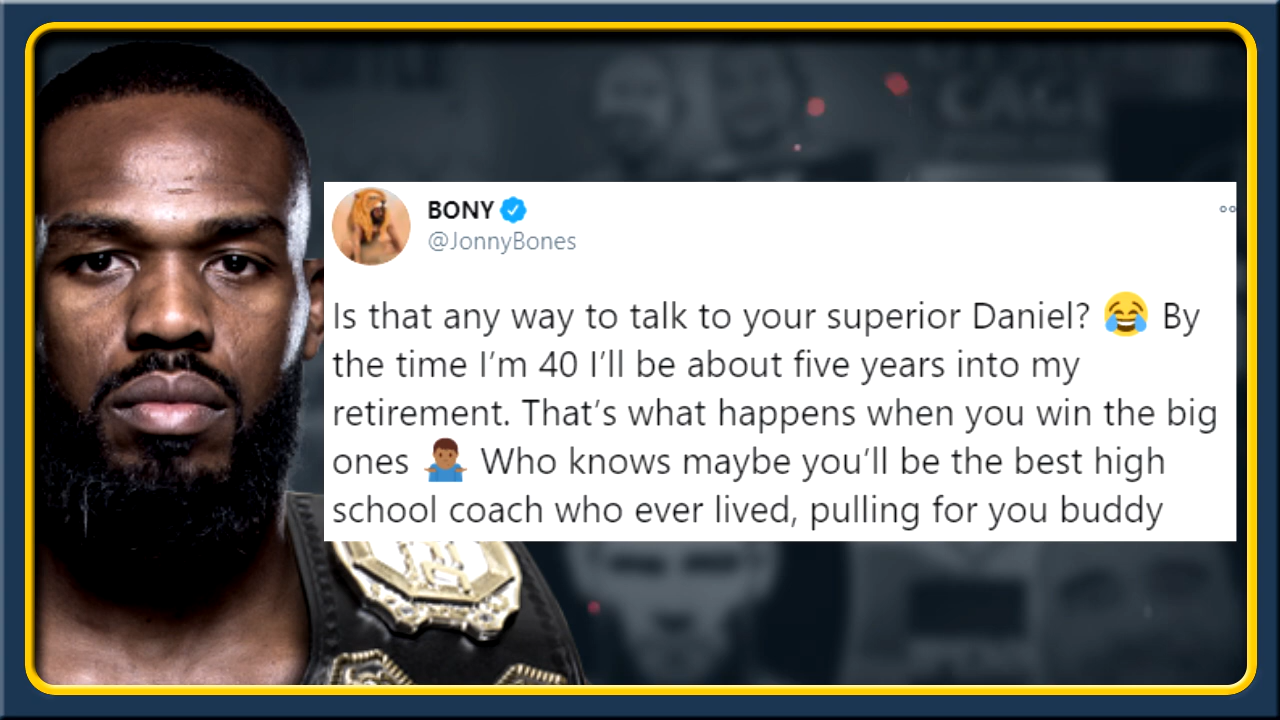 BONY
@JonnyBones
Is that any way to talk to your superior Daniel? 😂 By
the time I’m 40 I’ll be about five years into my
retirement. That’s what happens when you win the big
ones 🤷🏾‍♂️ Who knows maybe you’ll be the best high
school coach who ever lived, pulling for you buddy